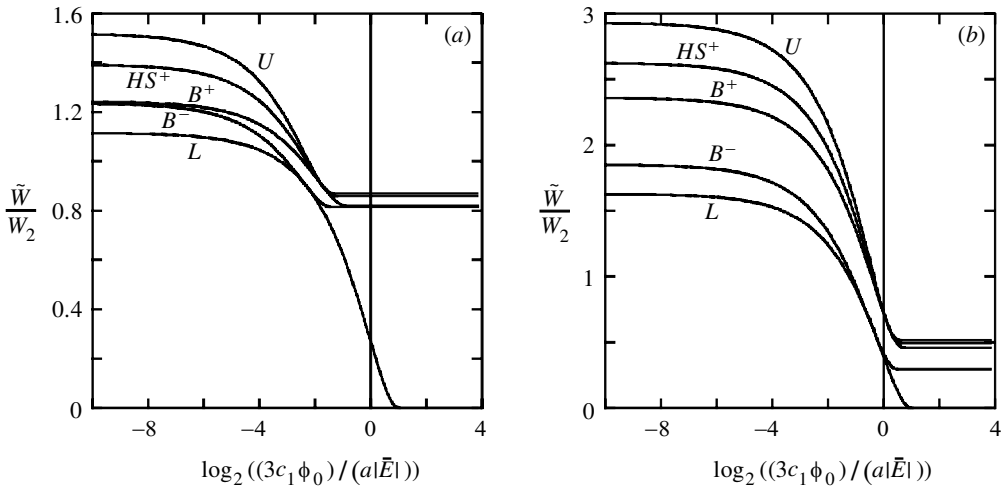 1.6
(a)
U
HS⁺
1.2
B⁺
B⁻
L
W̃
W₂
0.8
0.4
0
−8
−4
0
4
log₂ ((3c₁ϕ₀) / (a|Ē| ))
3
(b)
U
HS⁺
B⁺
2
B⁻
L
W̃
W₂
1
0
−8
−4
0
4
log₂ ((3c₁ϕ₀) / (a|Ē| ))